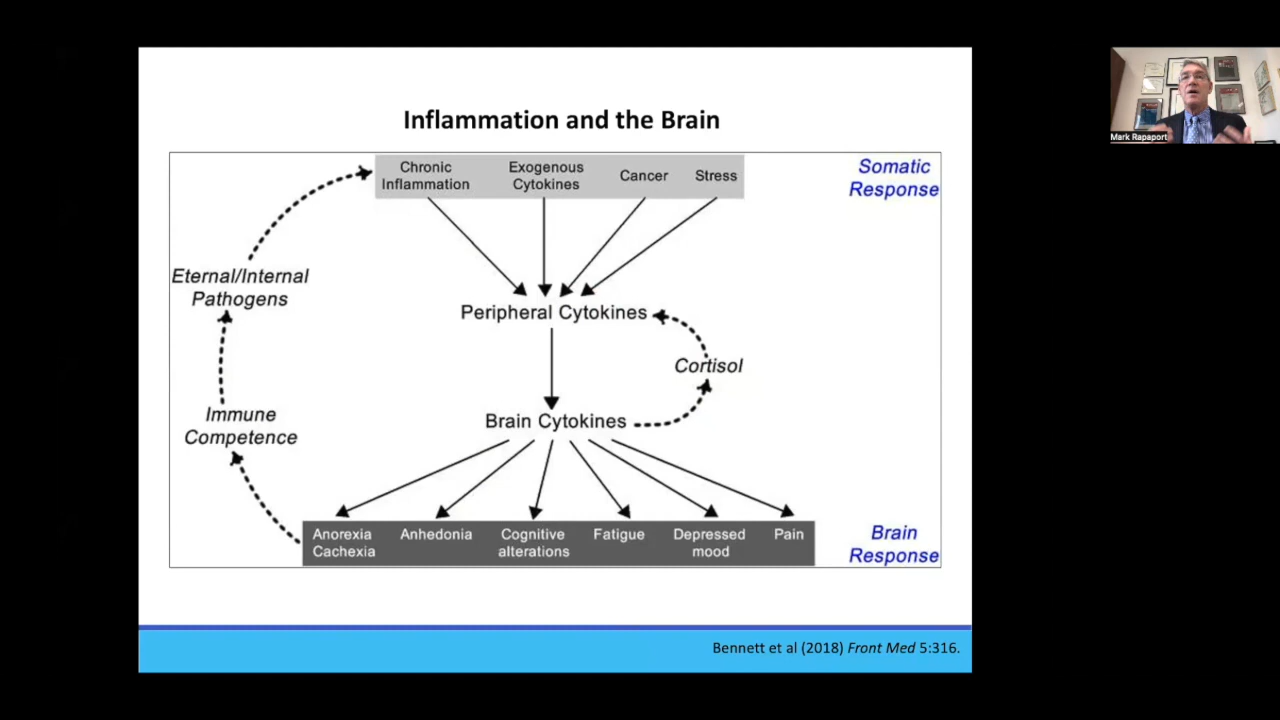 Inflammation and the Brain
Chronic
Inflammation
Exogenous
Cytokines
Cancer
Stress
Somatic
Response
Eternal/Internal
Pathogens
Peripheral Cytokines
Cortisol
Immune
Competence
Brain Cytokines
Anorexia
Cachexia
Anhedonia
Cognitive
alterations
Fatigue
Depressed
mood
Pain
Brain
Response
Bennett et al (2018) Front Med 5:316.
Mark Rapaport